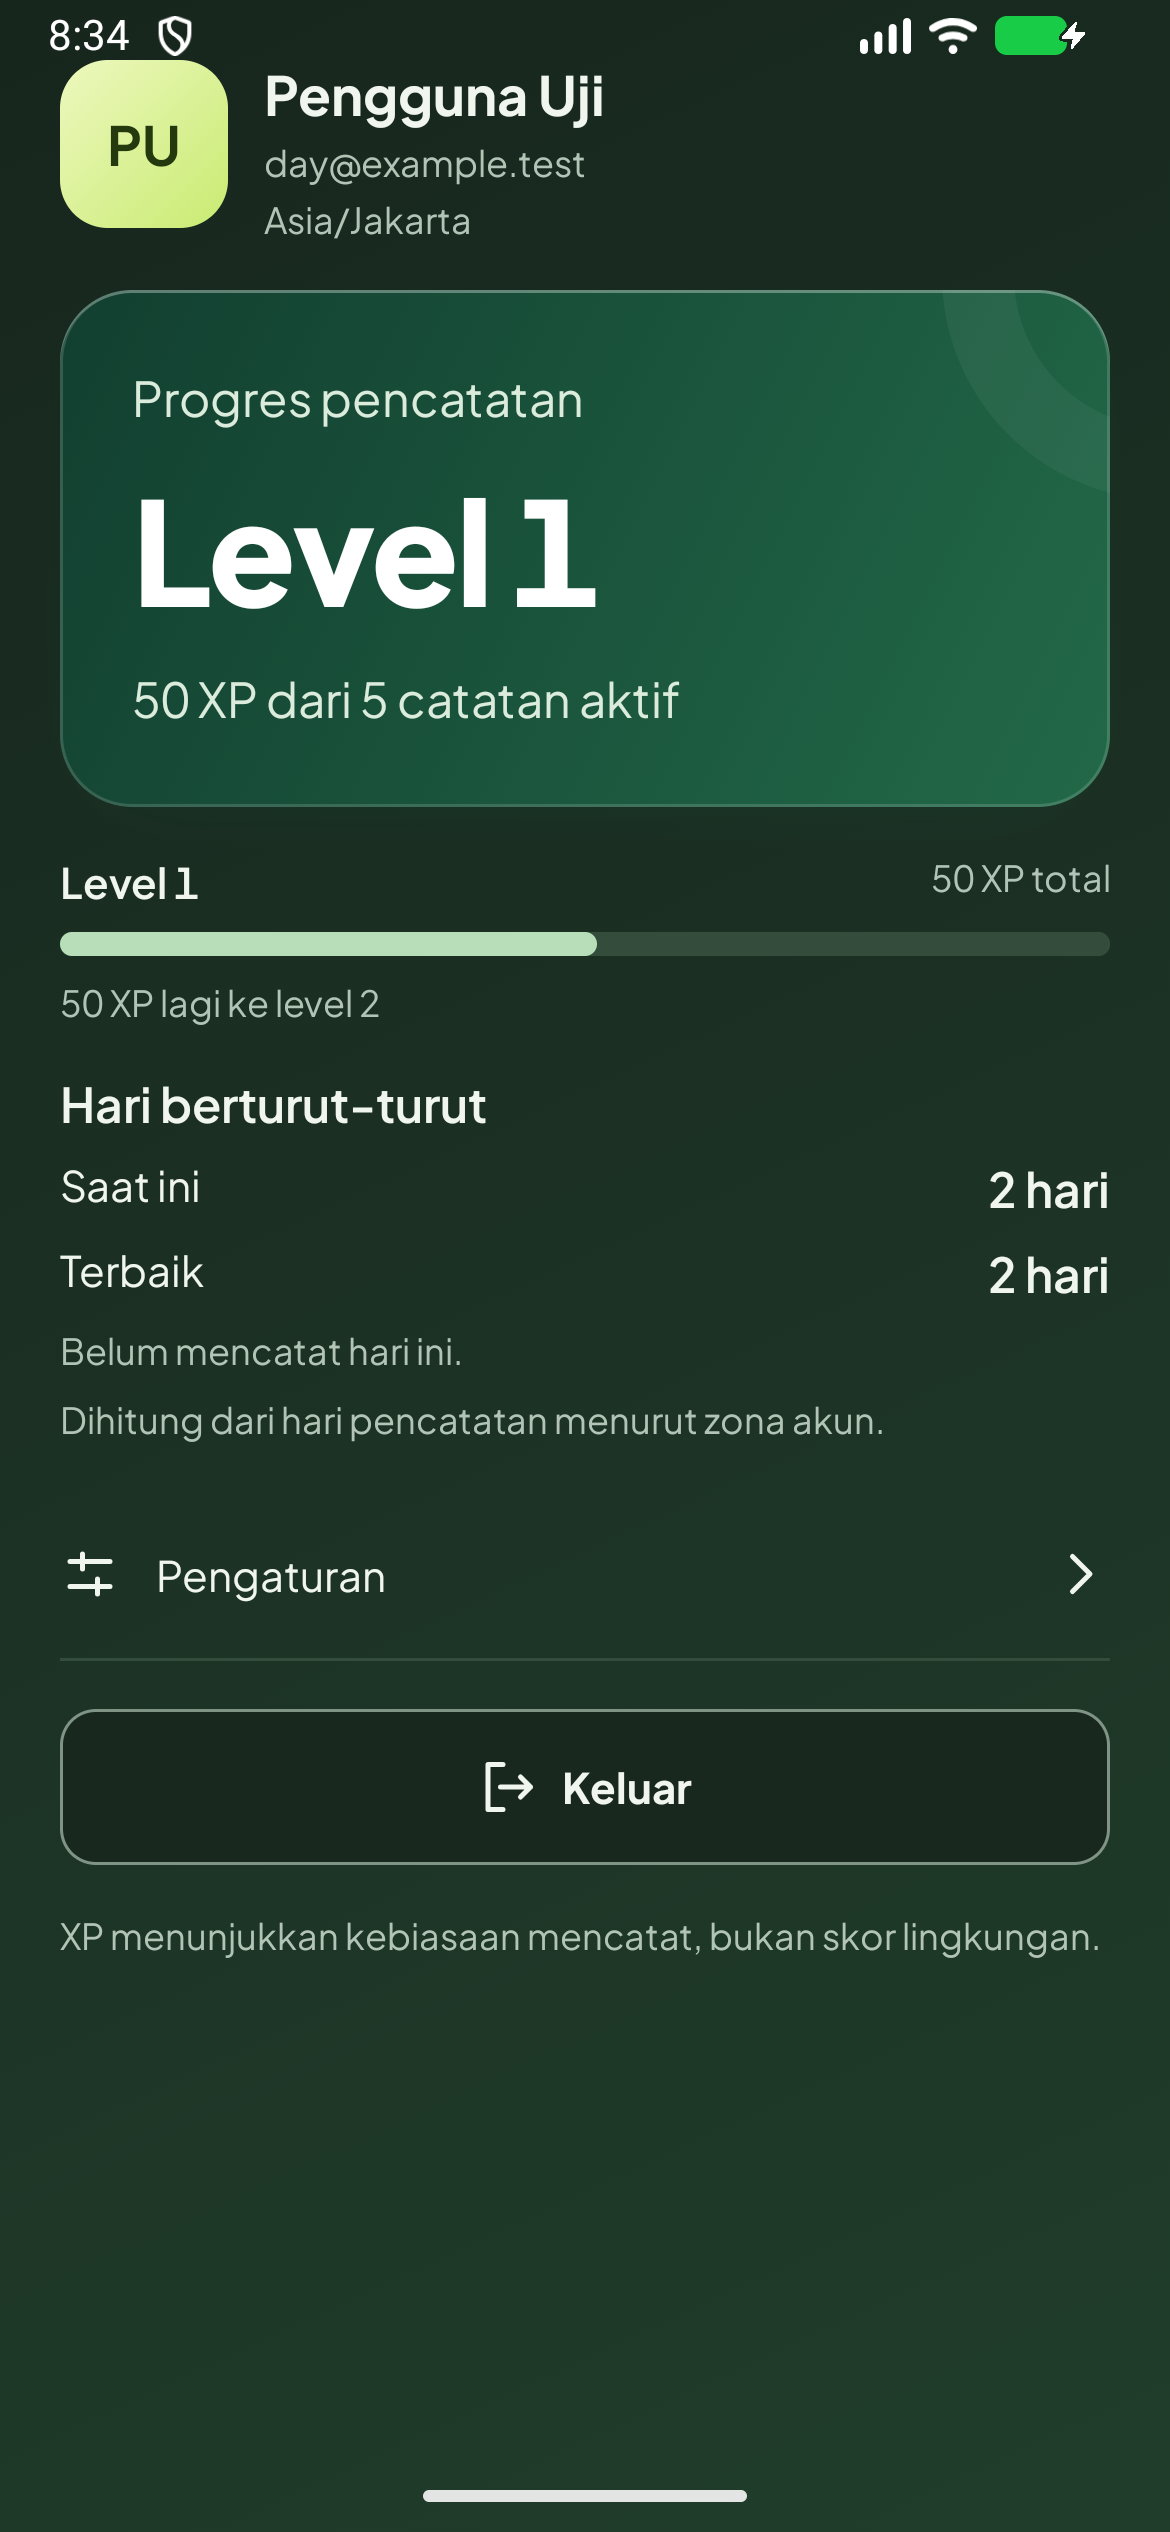 8:34
PU
Pengguna Uji
day@example.test
Asia/Jakarta
Progres pencatatan
Level 1
50 XP dari 5 catatan aktif
Level 1
50 XP total
50 XP lagi ke level 2
Hari berturut-turut
Saat ini
2 hari
Terbaik
2 hari
Belum mencatat hari ini.
Dihitung dari hari pencatatan menurut zona akun.
Pengaturan
Keluar
XP menunjukkan kebiasaan mencatat, bukan skor lingkungan.